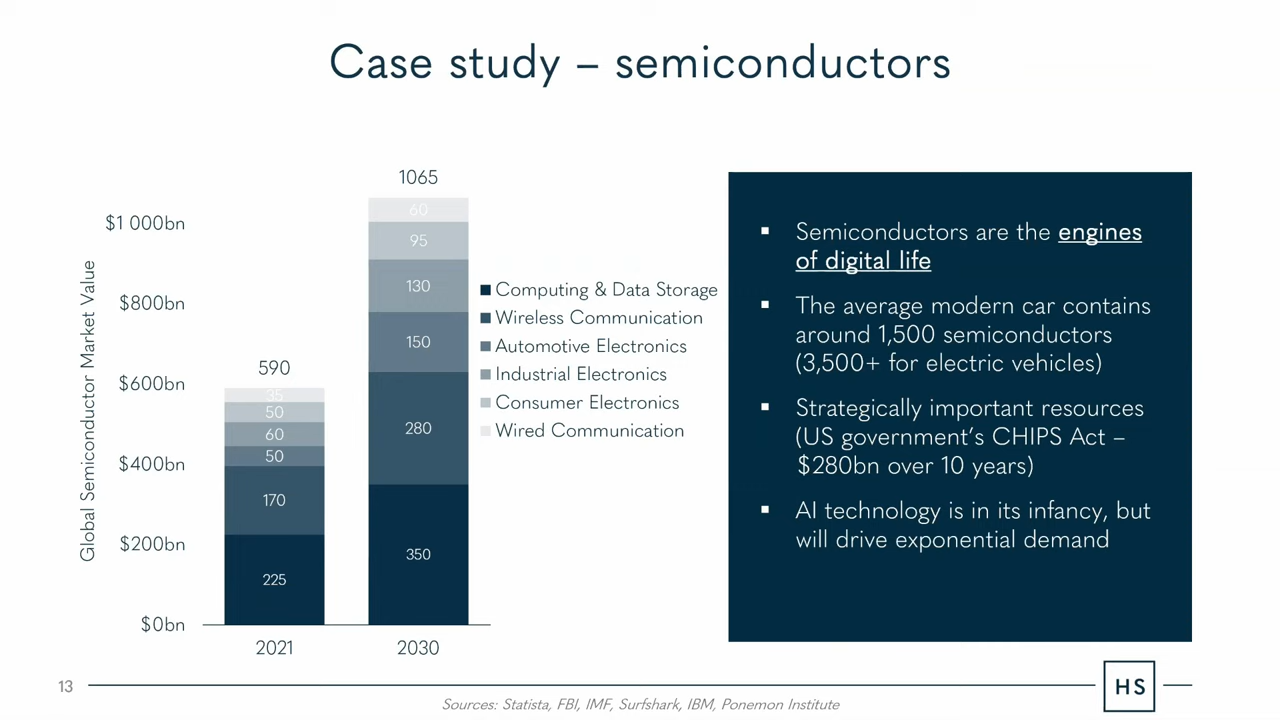 Case study – semiconductors
Global Semiconductor Market Value
$1 000bn
$800bn
$600bn
$400bn
$200bn
$0bn
590
35
50
60
50
170
225
2021
1065
60
95
130
150
280
350
2030
Computing & Data Storage
Wireless Communication
Automotive Electronics
Industrial Electronics
Consumer Electronics
Wired Communication
▪ Semiconductors are the engines
of digital life
▪ The average modern car contains
around 1,500 semiconductors
(3,500+ for electric vehicles)
▪ Strategically important resources
(US government’s CHIPS Act –
$280bn over 10 years)
▪ AI technology is in its infancy, but
will drive exponential demand
13
Sources: Statista, FBI, IMF, Surfshark, IBM, Ponemon Institute
HS